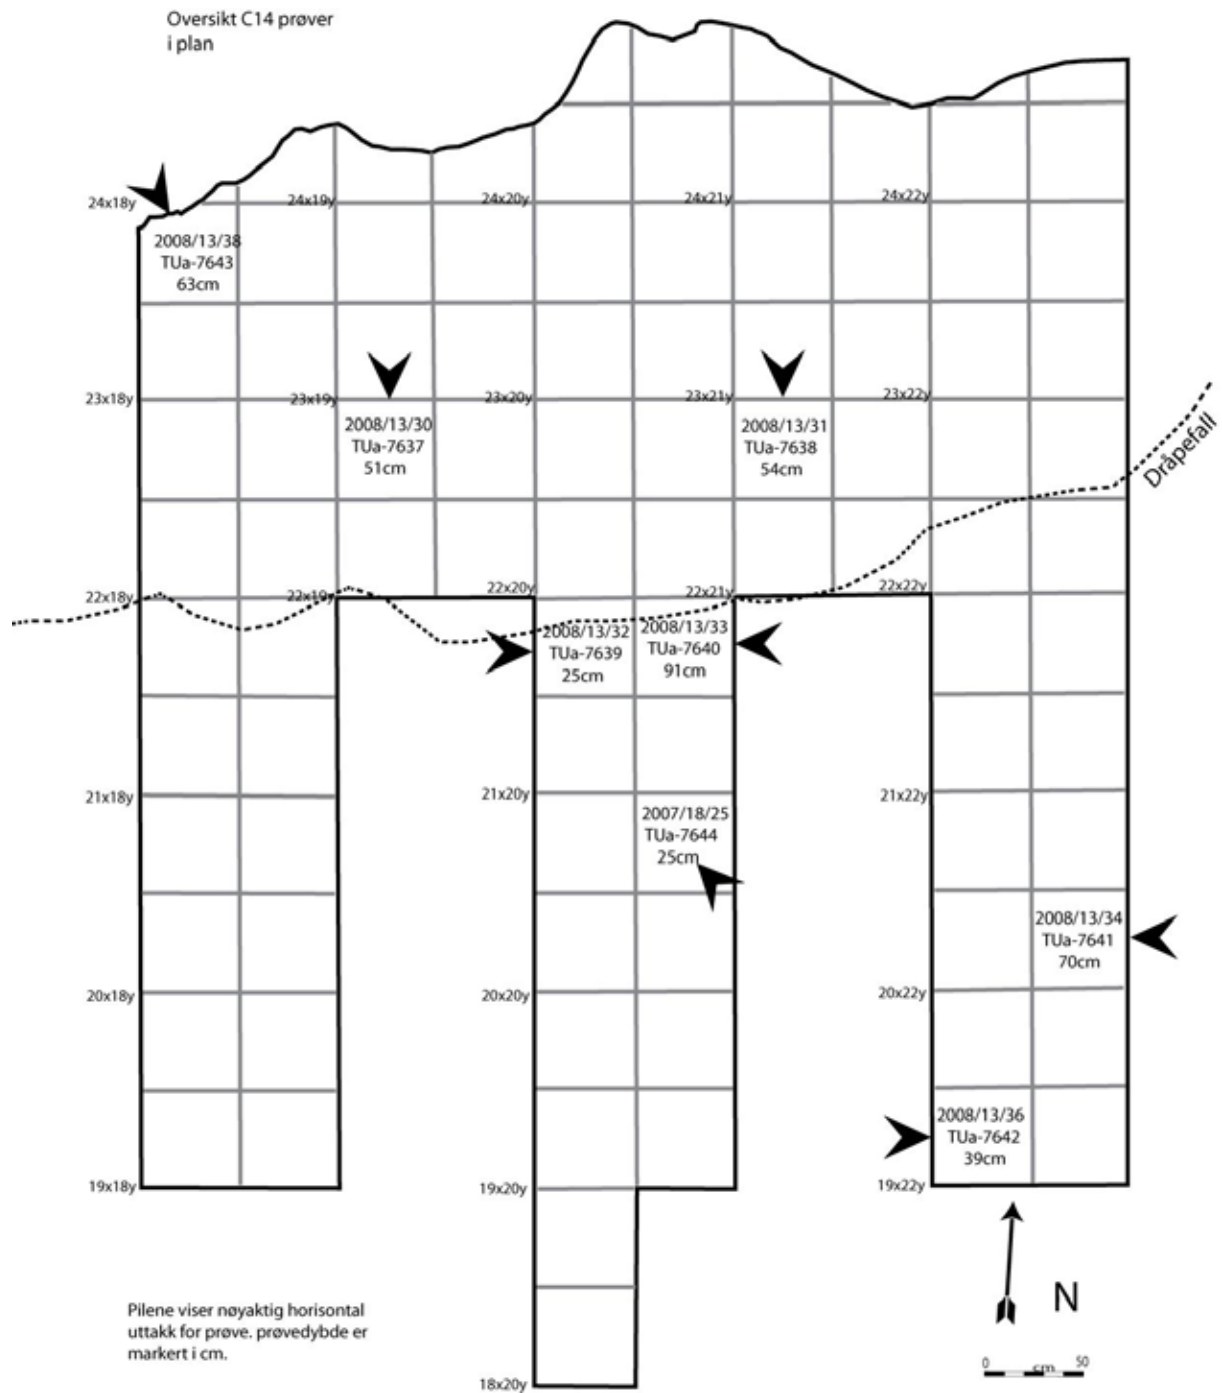 Oversikt C14 prøver
i plan
24x18y
24x19y
24x20y
24x21y
24x22y
2008/13/38
TUa-7643
63cm
23x18y
23x19y
23x20y
23x21y
23x22y
2008/13/30
TUa-7637
51cm
2008/13/31
TUa-7638
54cm
Dråpefall
22x18y
22x19y
22x20y
22x21y
22x22y
2008/13/32
TUa-7639
25cm
2008/13/33
TUa-7640
91cm
21x18y
21x20y
21x22y
2007/18/25
TUa-7644
25cm
2008/13/34
TUa-7641
70cm
20x18y
20x20y
20x22y
2008/13/36
TUa-7642
39cm
19x18y
19x20y
19x22y
N
Pilene viser nøyaktig horisontal
uttakk for prøve. prøvedybde er
markert i cm.
0 cm 50
18x20y